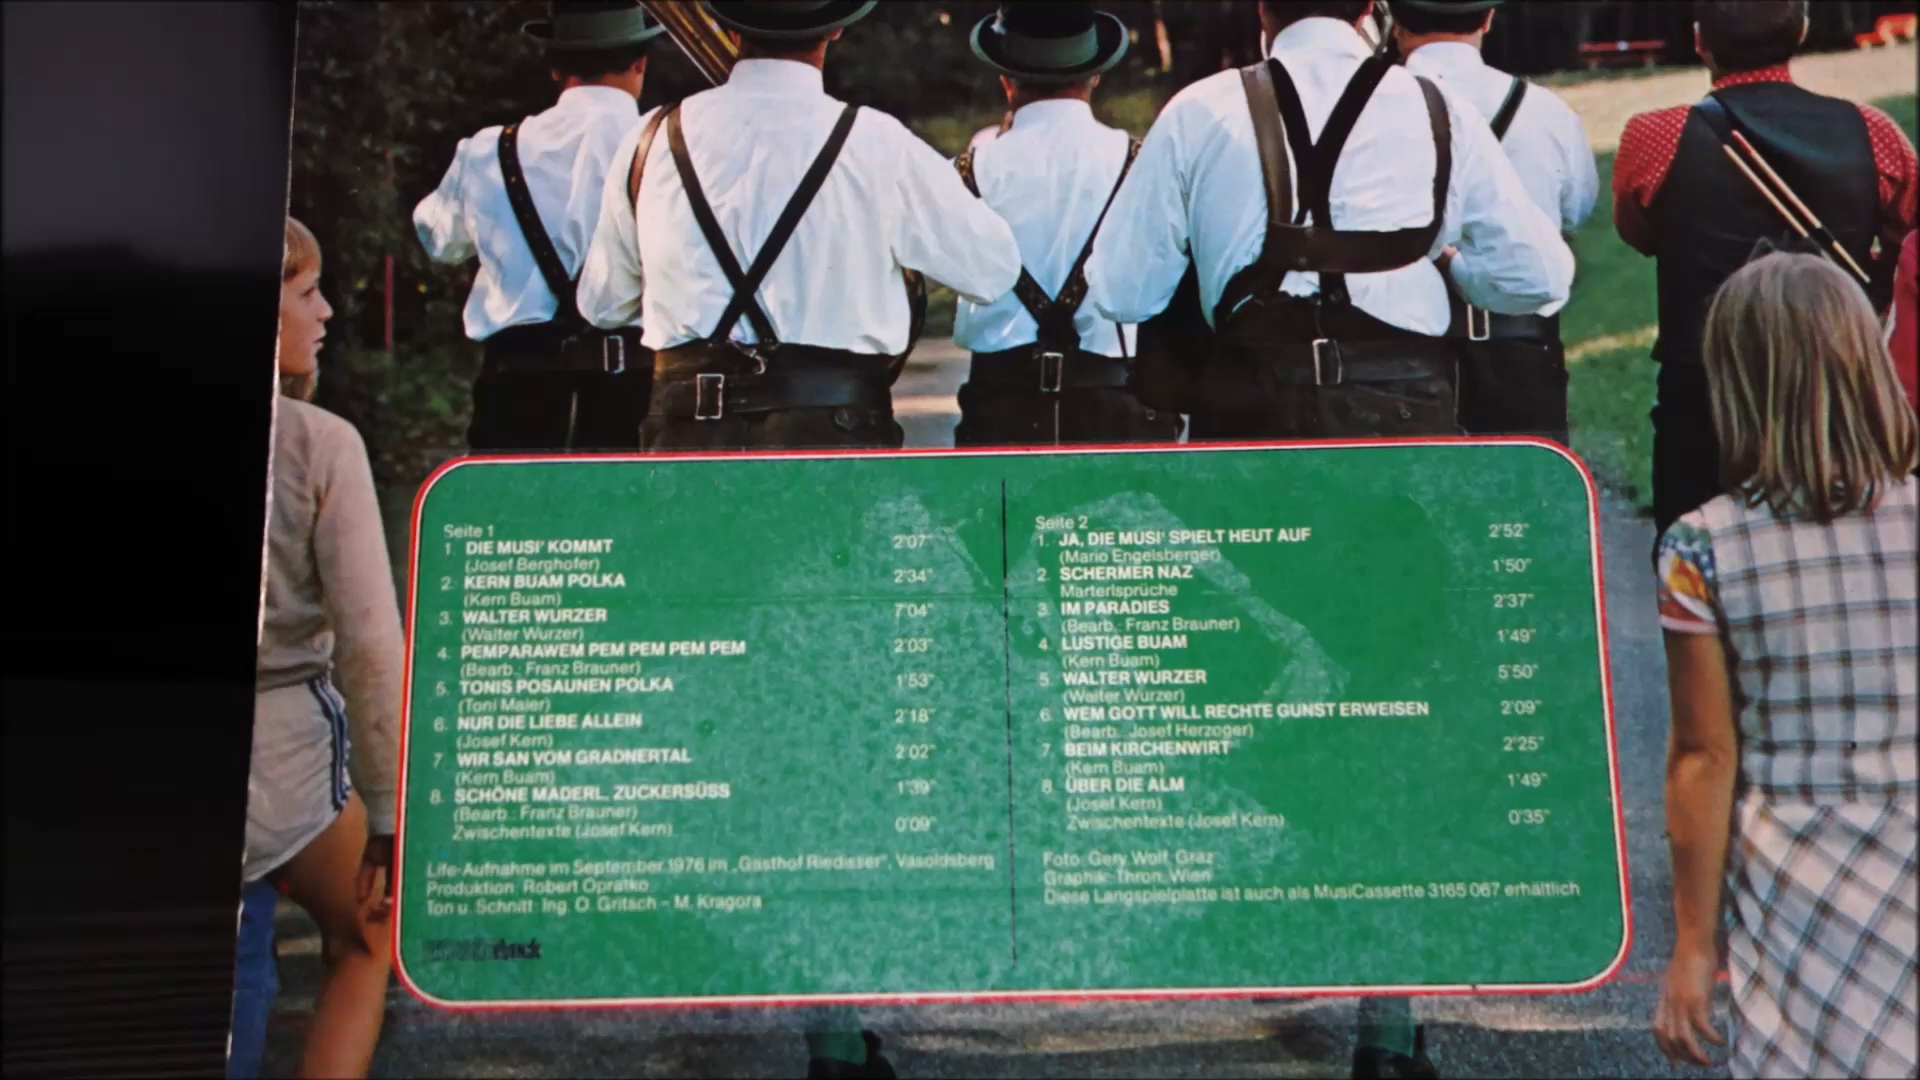 Seite 1
1. DIE MUSI' KOMMT 2'07"
(Josef Berghofer)
2. KERN BUAM POLKA 2'34"
(Kern Buam)
3. WALTER WURZER 7'04"
(Walter Wurzer)
4. PEMPARAWEM PEM PEM PEM PEM 2'03"
(Bearb.: Franz Brauner)
5. TONIS POSAUNEN POLKA 1'53"
(Toni Maier)
6. NUR DIE LIEBE ALLEIN 2'18"
(Josef Kern)
7. WIR SAN VOM GRADNERTAL 2'02"
(Kern Buam)
8. SCHÖNE MADERL, ZUCKERSÜSS 1'39"
(Bearb.: Franz Brauner)
Zwischentexte (Josef Kern) 0'09"
Life-Aufnahme im September 1976 im „Gasthof Riedisser", Vasoldsberg
Produktion: Robert Opratko
Ton u. Schnitt: Ing. O. Gritsch – M. Kragora
Seite 2
1. JA, DIE MUSI' SPIELT HEUT AUF 2'52"
(Mario Engelsberger)
2. SCHERMER NAZ 1'50"
Marterlsprüche
3. IM PARADIES 2'37"
(Bearb.: Franz Brauner)
4. LUSTIGE BUAM 1'49"
(Kern Buam)
5. WALTER WURZER 5'50"
(Walter Wurzer)
6. WEM GOTT WILL RECHTE GUNST ERWEISEN 2'09"
(Bearb.: Josef Herzoger)
7. BEIM KIRCHENWIRT 2'25"
(Kern Buam)
8. ÜBER DIE ALM 1'49"
(Josef Kern)
Zwischentexte (Josef Kern) 0'35"
Foto: Gery Wolf, Graz
Graphik: Thron, Wien
Diese Langspielplatte ist auch als MusiCassette 3165 067 erhältlich